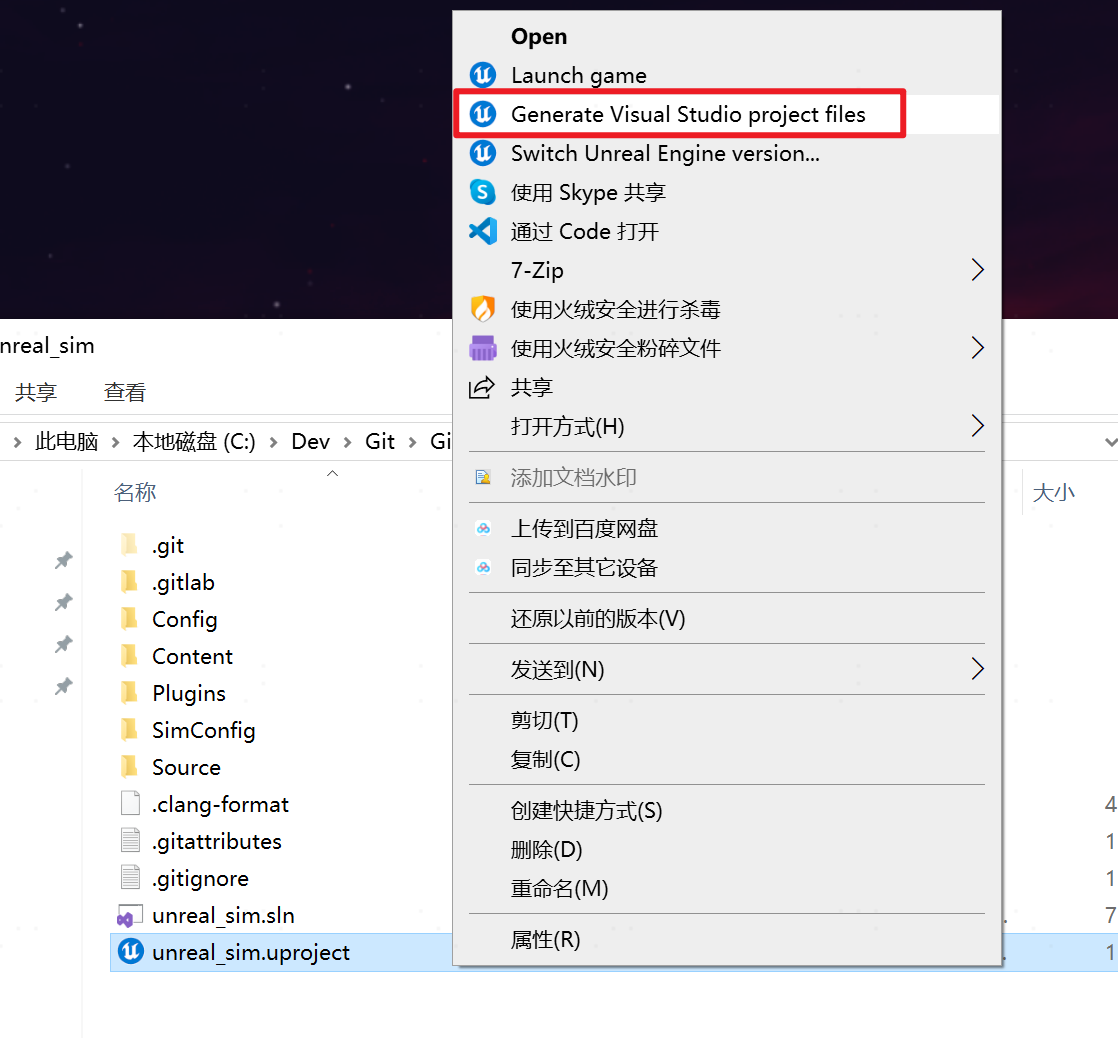 Open
Launch game
Generate Visual Studio project files
Switch Unreal Engine version...
使用 Skype 共享
通过 Code 打开
7-Zip
使用火绒安全进行杀毒
使用火绒安全粉碎文件
共享
打开方式(H)
添加文档水印
上传到百度网盘
同步至其它设备
还原以前的版本(V)
发送到(N)
剪切(T)
复制(C)
创建快捷方式(S)
删除(D)
重命名(M)
属性(R)
nreal_sim
共享 查看
此电脑 本地磁盘 (C:) Dev Git Gi
名称 大小
.git
.gitlab
Config
Content
Plugins
SimConfig
Source
.clang-format 4
.gitattributes 1
.gitignore 1
unreal_sim.sln 7
unreal_sim.uproject 1